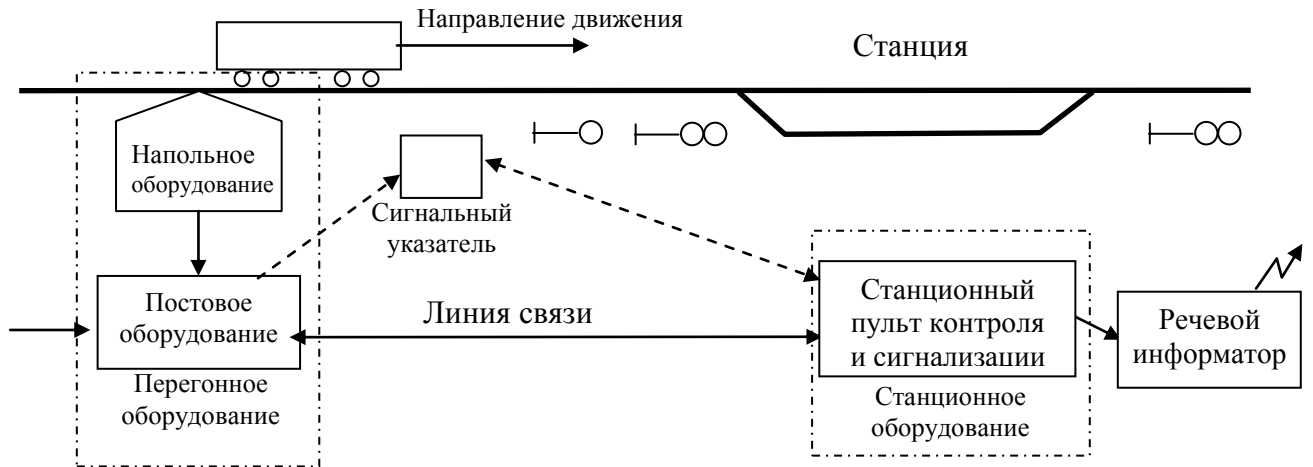 Направление движения
Станция
Напольное
оборудование
Сигнальный
указатель
Постовое
оборудование
Линия связи
Станционный
пульт контроля
и сигнализации
Речевой
информатор
Перегонное
оборудование
Станционное
оборудование